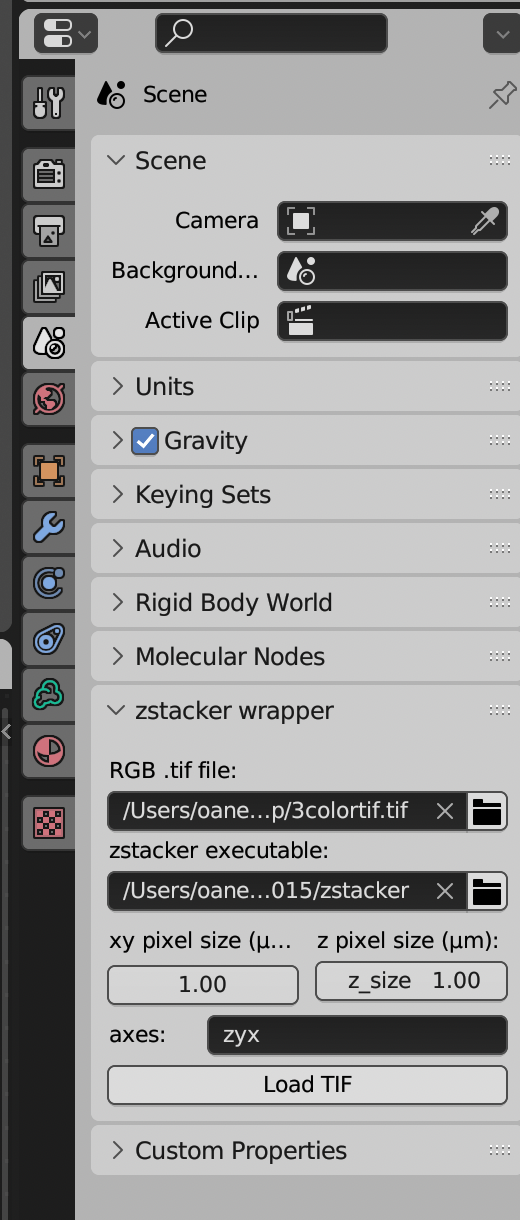 Scene
Scene
Camera
Background...
Active Clip
Units
Gravity
Keying Sets
Audio
Rigid Body World
Molecular Nodes
zstacker wrapper
RGB .tif file:
/Users/oane...p/3colortif.tif
zstacker executable:
/Users/oane...015/zstacker
xy pixel size (µ... z pixel size (µm):
1.00 z_size 1.00
axes: zyx
Load TIF
Custom Properties